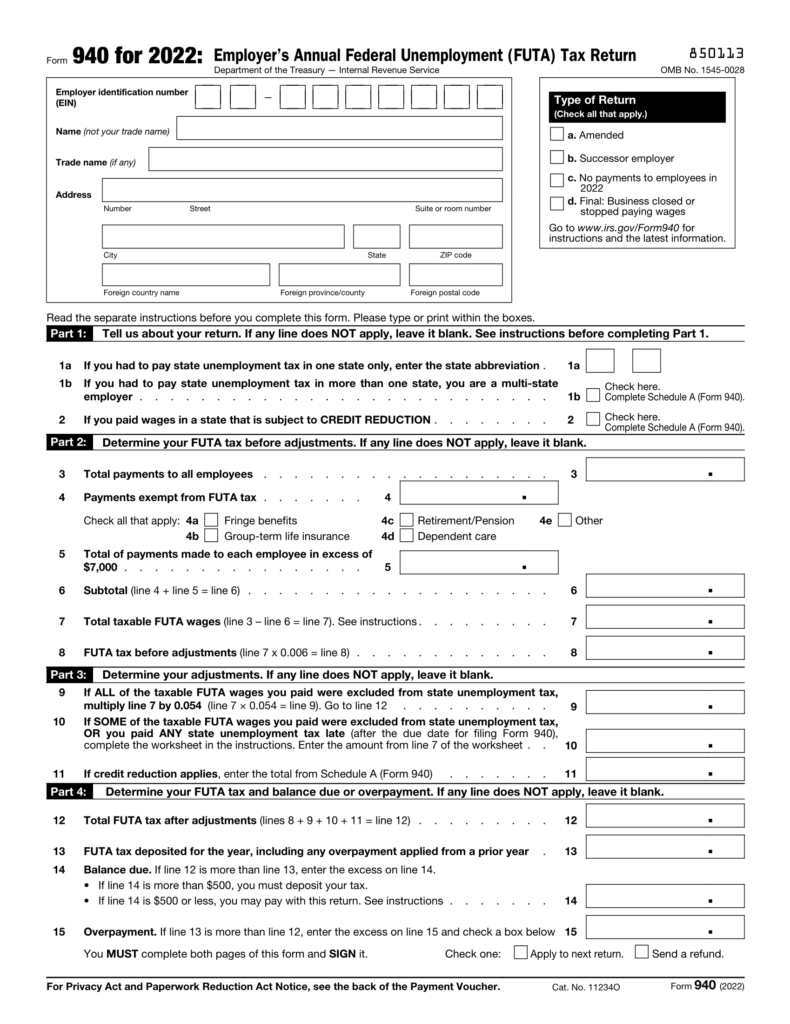 Form 940 for 2022: Employer's Annual Federal Unemployment (FUTA) Tax Return 850113
Department of the Treasury — Internal Revenue Service OMB No. 1545-0028
Employer identification number
(EIN) –
Name (not your trade name)
Trade name (if any)
Address
Number Street Suite or room number
City State ZIP code
Foreign country name Foreign province/county Foreign postal code
Type of Return
(Check all that apply.)
a. Amended
b. Successor employer
c. No payments to employees in
2022
d. Final: Business closed or
stopped paying wages
Go to www.irs.gov/Form940 for
instructions and the latest information.
Read the separate instructions before you complete this form. Please type or print within the boxes.
Part 1: Tell us about your return. If any line does NOT apply, leave it blank. See instructions before completing Part 1.
1a If you had to pay state unemployment tax in one state only, enter the state abbreviation . 1a
1b If you had to pay state unemployment tax in more than one state, you are a multi-state
employer . . . . . . . . . . . . . . . . . . . . . . . . . . . 1b Check here.
Complete Schedule A (Form 940).
2 If you paid wages in a state that is subject to CREDIT REDUCTION . . . . . . . . 2 Check here.
Complete Schedule A (Form 940).
Part 2: Determine your FUTA tax before adjustments. If any line does NOT apply, leave it blank.
3 Total payments to all employees . . . . . . . . . . . . . . . . . . . 3 .
4 Payments exempt from FUTA tax . . . . . . . 4 .
Check all that apply: 4a Fringe benefits 4c Retirement/Pension 4e Other
4b Group-term life insurance 4d Dependent care
5 Total of payments made to each employee in excess of
$7,000 . . . . . . . . . . . . . . . . 5 .
6 Subtotal (line 4 + line 5 = line 6) . . . . . . . . . . . . . . . . . . . . 6 .
7 Total taxable FUTA wages (line 3 – line 6 = line 7). See instructions . . . . . . . . . 7 .
8 FUTA tax before adjustments (line 7 x 0.006 = line 8) . . . . . . . . . . . . . 8 .
Part 3: Determine your adjustments. If any line does NOT apply, leave it blank.
9 If ALL of the taxable FUTA wages you paid were excluded from state unemployment tax,
multiply line 7 by 0.054 (line 7 × 0.054 = line 9). Go to line 12 . . . . . . . . . . 9 .
10 If SOME of the taxable FUTA wages you paid were excluded from state unemployment tax,
OR you paid ANY state unemployment tax late (after the due date for filing Form 940),
complete the worksheet in the instructions. Enter the amount from line 7 of the worksheet . . 10 .
11 If credit reduction applies, enter the total from Schedule A (Form 940) . . . . . . . 11 .
Part 4: Determine your FUTA tax and balance due or overpayment. If any line does NOT apply, leave it blank.
12 Total FUTA tax after adjustments (lines 8 + 9 + 10 + 11 = line 12) . . . . . . . . . 12 .
13 FUTA tax deposited for the year, including any overpayment applied from a prior year . 13 .
14 Balance due. If line 12 is more than line 13, enter the excess on line 14.
• If line 14 is more than $500, you must deposit your tax.
• If line 14 is $500 or less, you may pay with this return. See instructions . . . . . . . 14 .
15 Overpayment. If line 13 is more than line 12, enter the excess on line 15 and check a box below 15 .
You MUST complete both pages of this form and SIGN it. Check one: Apply to next return. Send a refund.
For Privacy Act and Paperwork Reduction Act Notice, see the back of the Payment Voucher. Cat. No. 11234O Form 940 (2022)